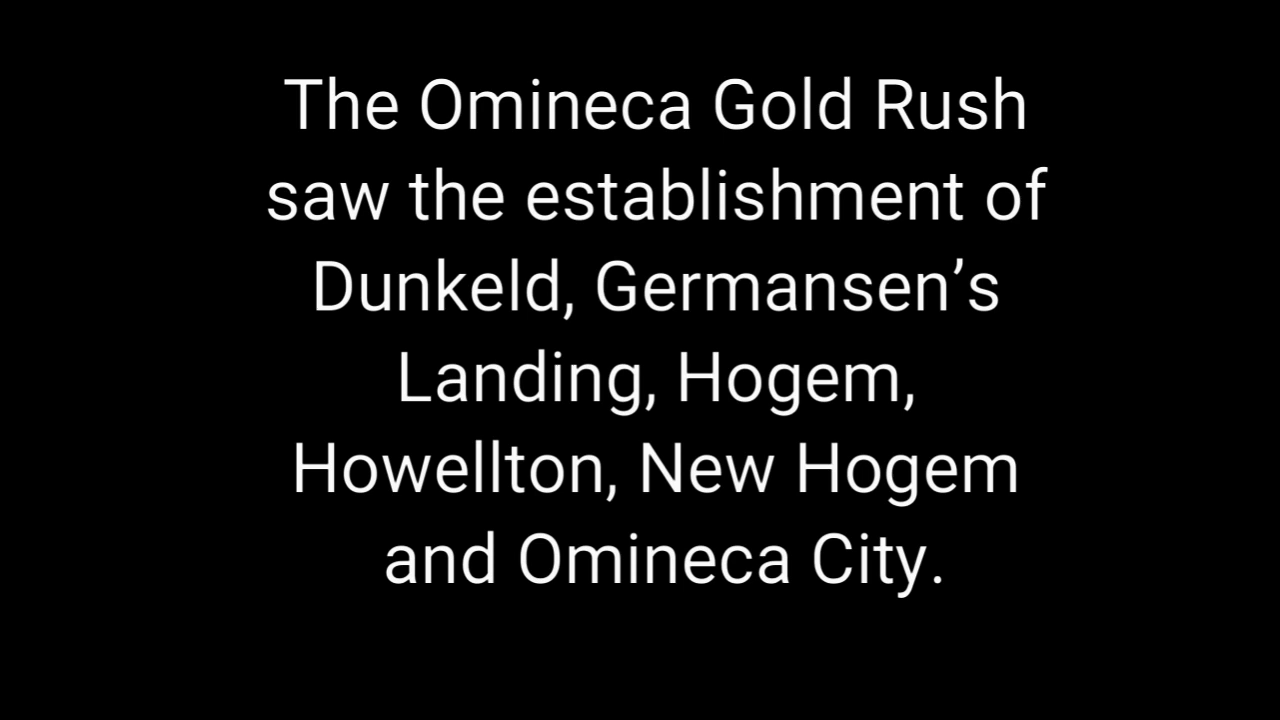 The Omineca Gold Rush
saw the establishment of
Dunkeld, Germansen’s
Landing, Hogem,
Howellton, New Hogem
and Omineca City.